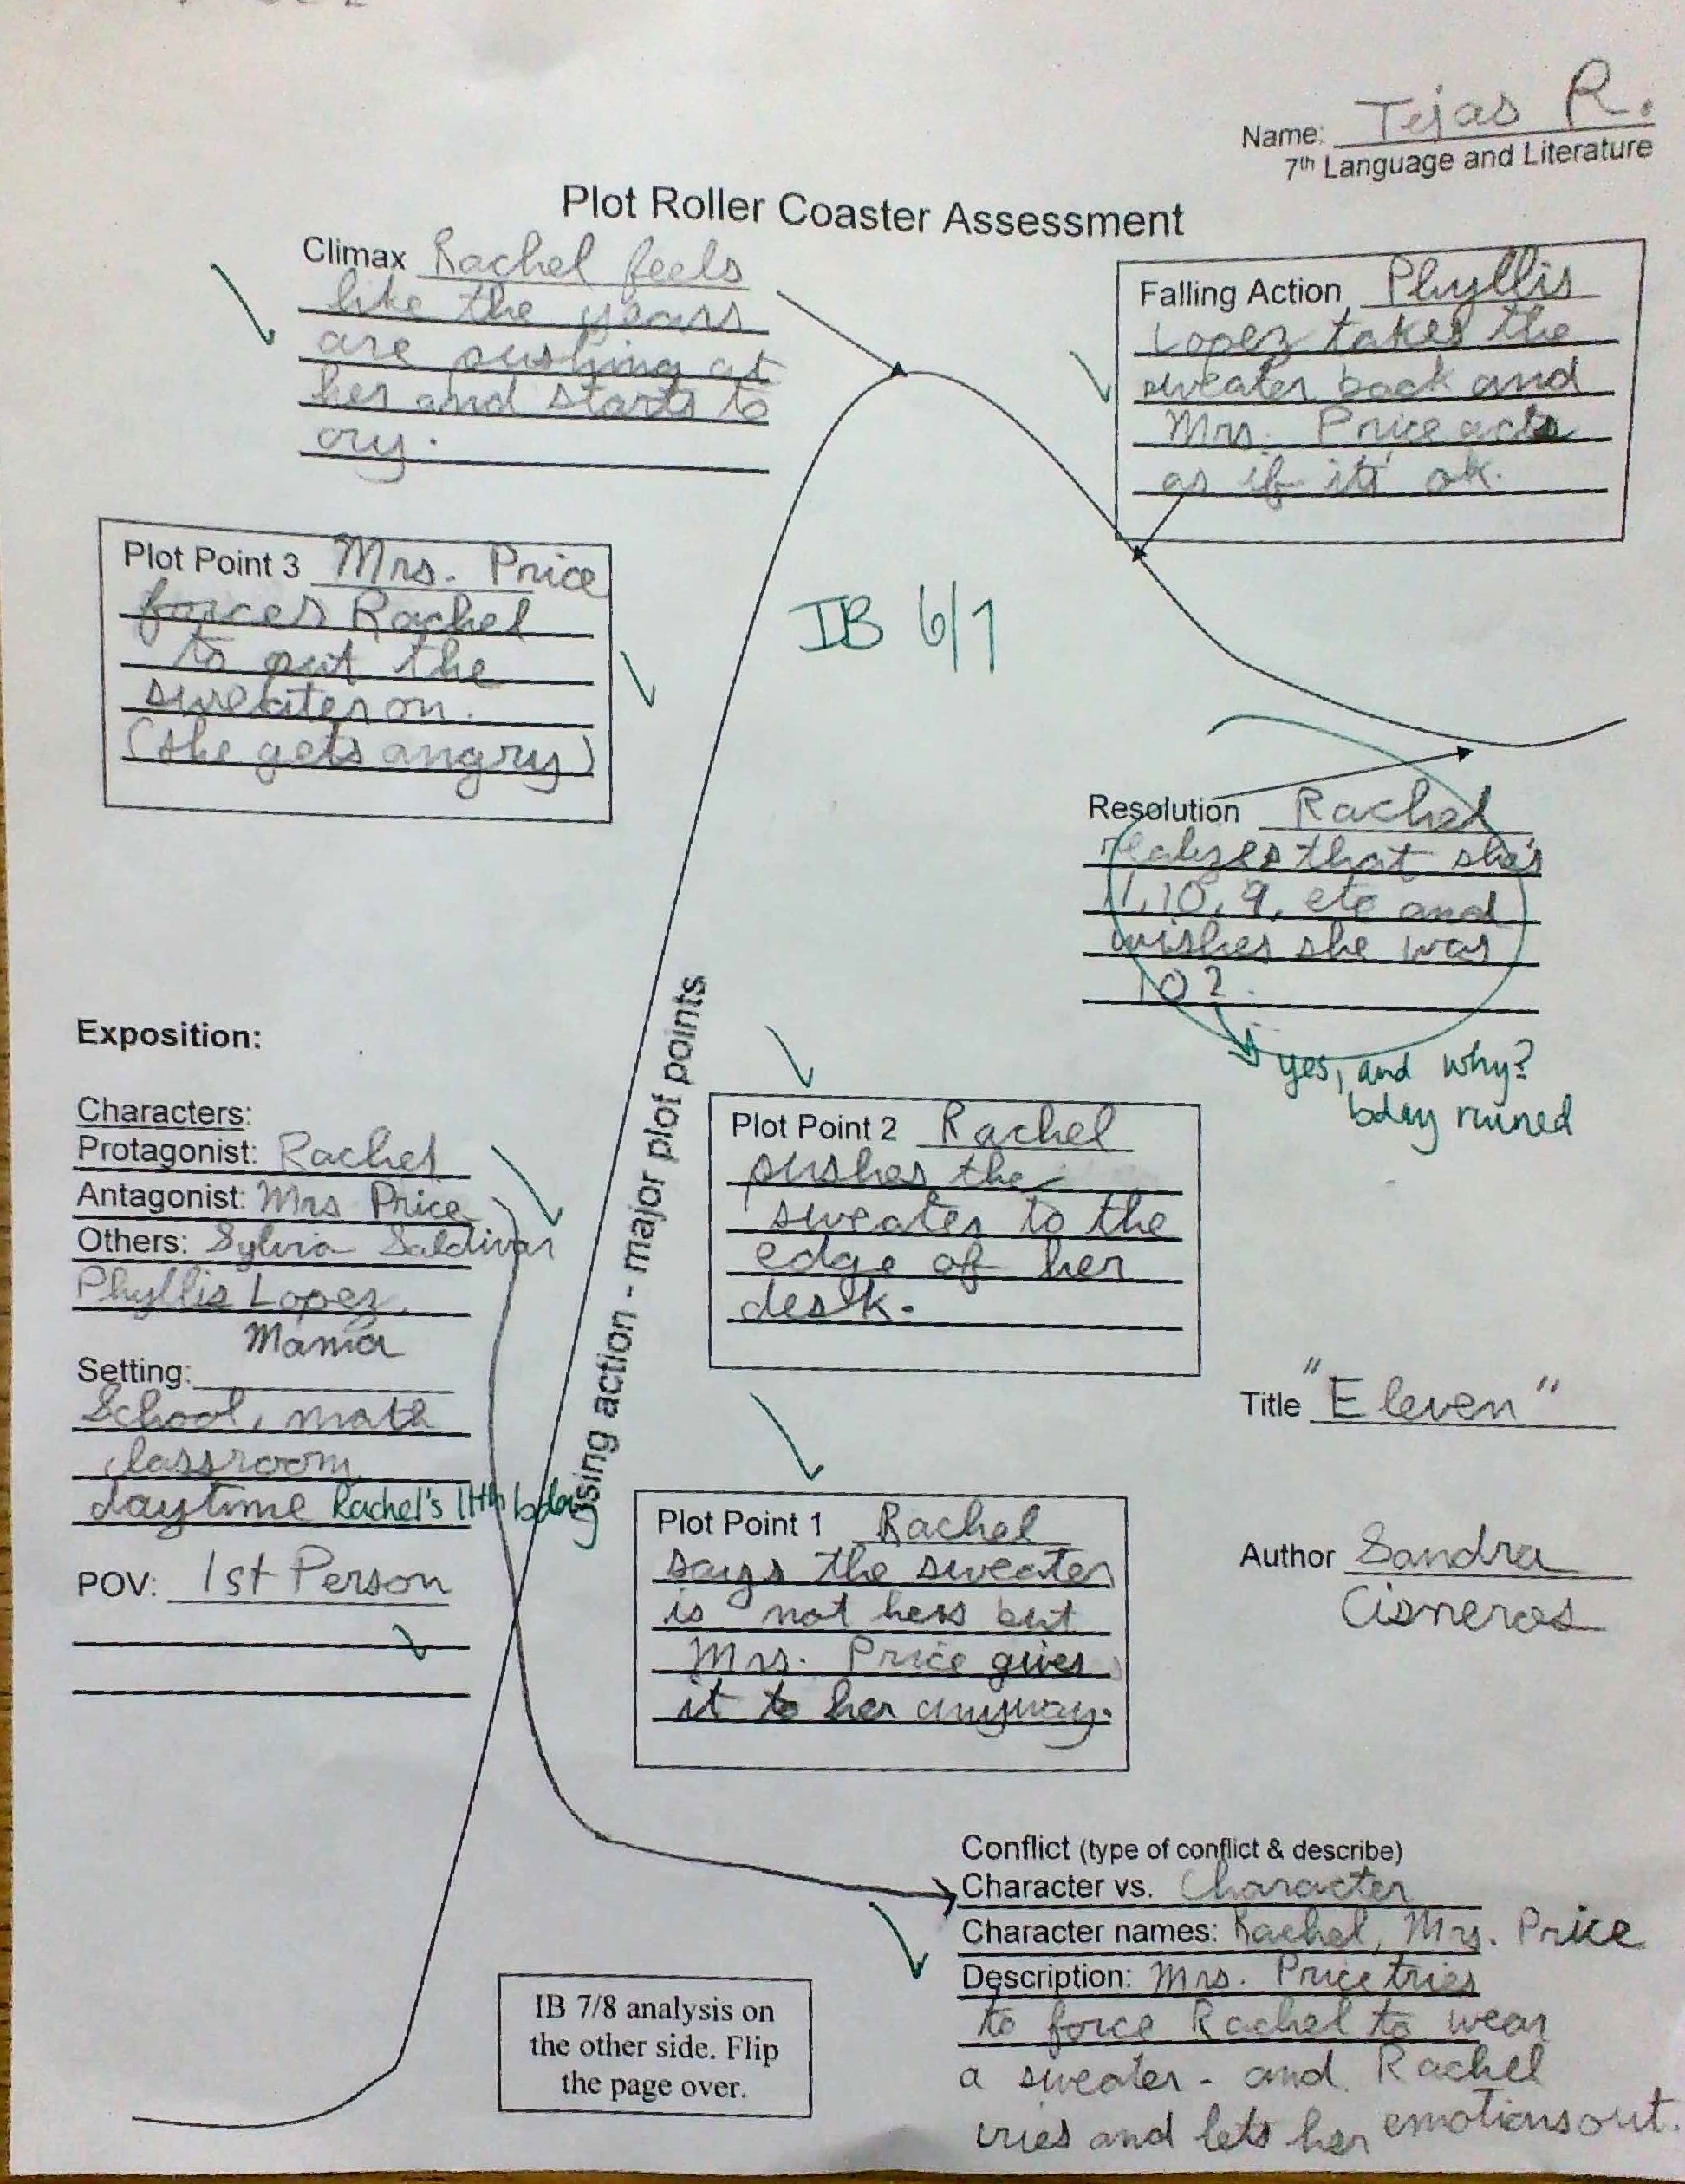 Name: Tejas R.
7th Language and Literature
Plot Roller Coaster Assessment
Climax Rachel feels
like the years
are pushing at
her and starts to
cry.
Falling Action Phyllis
Lopez takes the
sweater back and
Mrs. Price acts
as if it's ok.
Plot Point 3 Mrs. Price
forces Rachel
to put the
sweater on.
(she gets angry)
IB 6/7
Resolution Rachel
realizes that she's
11, 10, 9, etc and
wishes she was
102.
yes, and why?
bday ruined
Exposition:
Characters:
Protagonist: Rachel
Antagonist: Mrs Price
Others: Sylvia Saldivar
Phyllis Lopez
Mama
Setting:
School, math
classroom
daytime Rachel's 11th bday
POV: 1st Person
Rising action - major plot points
Plot Point 2 Rachel
pushes the
sweater to the
edge of her
desk.
Plot Point 1 Rachel
says the sweater
is not hers but
Mrs. Price gives
it to her anyway.
Title "Eleven"
Author Sandra
Cisneros
Conflict (type of conflict & describe)
Character vs. Character
Character names: Rachel, Mrs. Price
Description: Mrs. Price tries
to force Rachel to wear
a sweater - and Rachel
cries and lets her emotions out.
IB 7/8 analysis on
the other side. Flip
the page over.